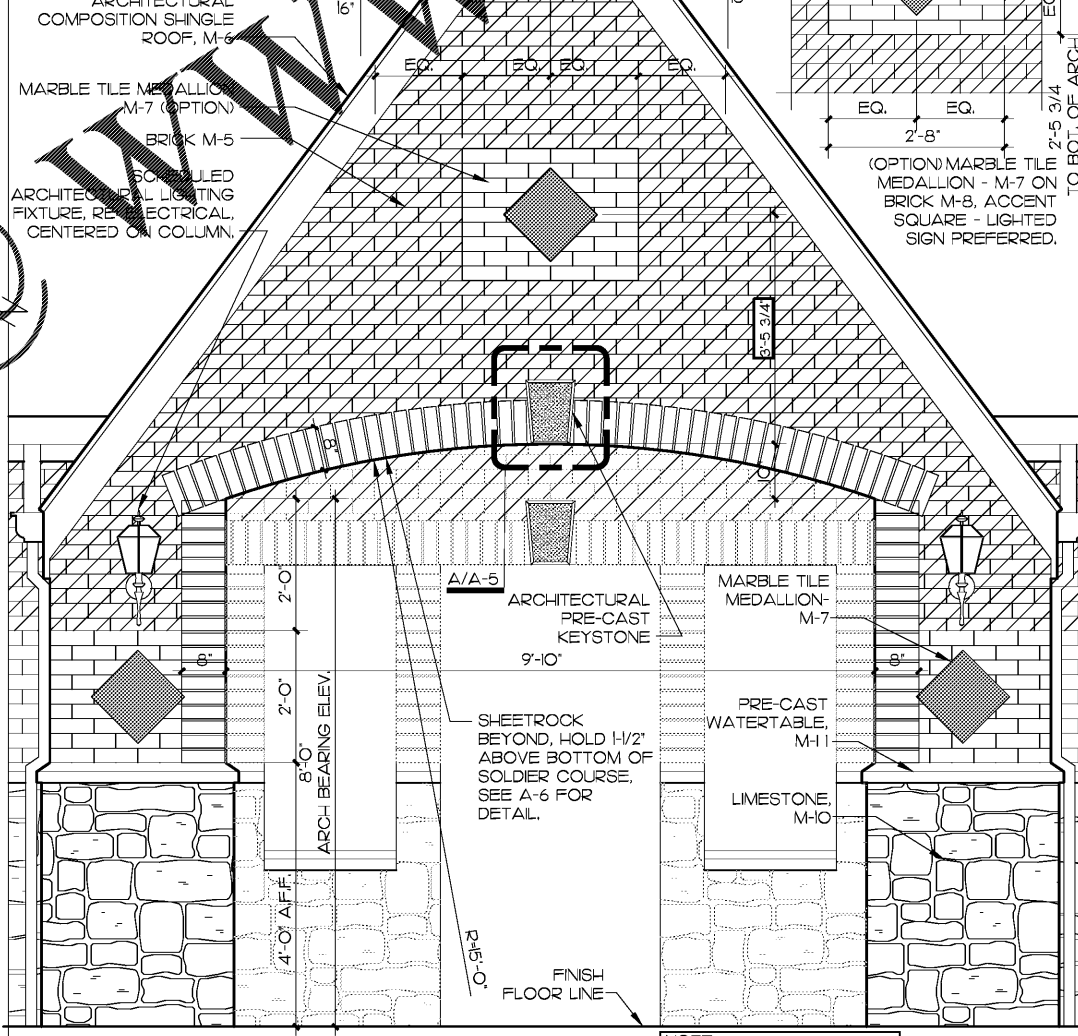 ARCHITECTURAL
COMPOSITION SHINGLE
ROOF, M-6
16"
WWW
MARBLE TILE MEDALLION
M-7 (OPTION)
BRICK M-5
SCHEDULED
ARCHITECTURAL LIGHTING
FIXTURE, RE: ELECTRICAL,
CENTERED ON COLUMN.
EQ.
EQ.
EQ.
EQ.
EQ.
EQ.
2'-8"
2'-5 3/4
TO BOT. OF ARCH
(OPTION) MARBLE TILE
MEDALLION - M-7 ON
BRICK M-8, ACCENT
SQUARE - LIGHTED
SIGN PREFERRED.
3'-5 3/4"
8"
A/A-5
ARCHITECTURAL
PRE-CAST
KEYSTONE
MARBLE TILE
MEDALLION-
M-7
2'-0"
8"
9'-10"
8"
2'-0"
8'-0"
ARCH BEARING ELEV.
SHEETROCK
BEYOND, HOLD 1-1/2"
ABOVE BOTTOM OF
SOLDIER COURSE,
SEE A-6 FOR
DETAIL.
PRE-CAST
WATERTABLE,
M-11
LIMESTONE,
M-10
4'-0" A.F.F.
R=15'-0"
FINISH
FLOOR LINE